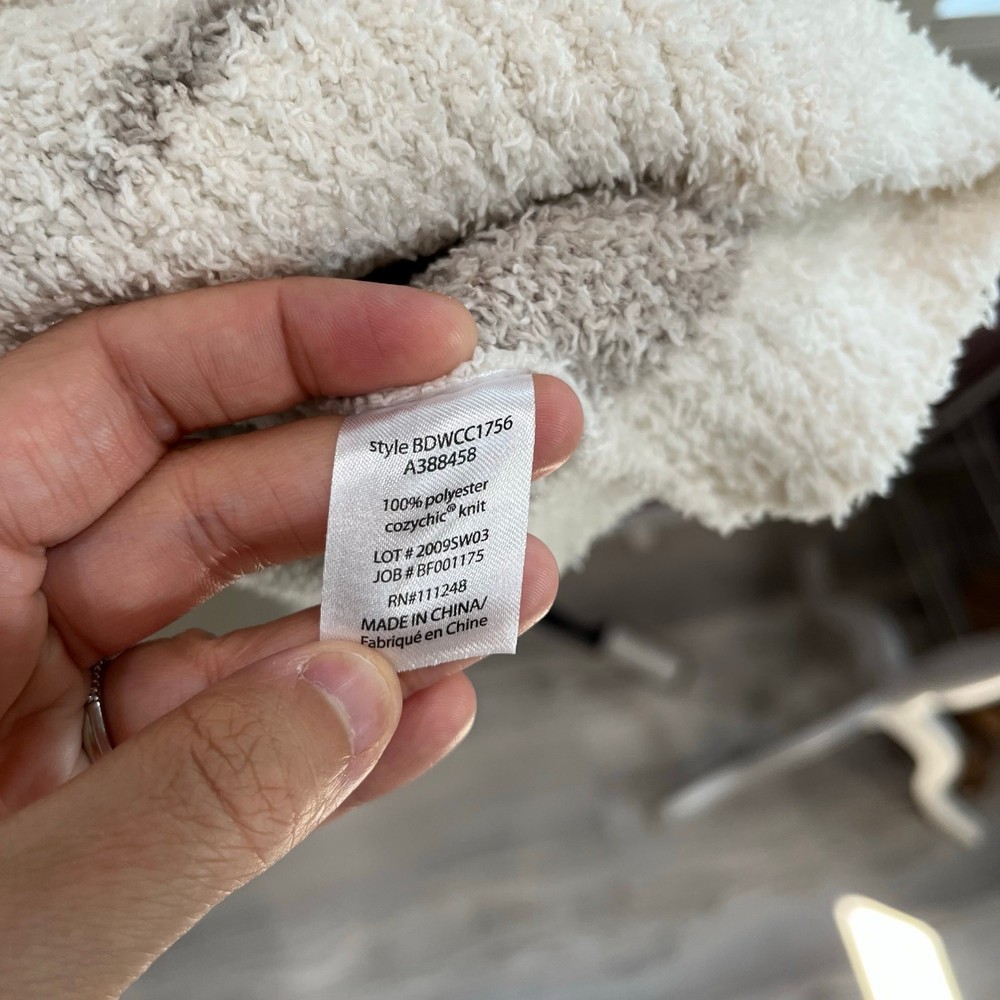 style BDWCC1756
A388458
100% polyester
cozychic® knit
LOT # 2009SW03
JOB # BF001175
RN#111248
MADE IN CHINA/
Fabriqué en Chine